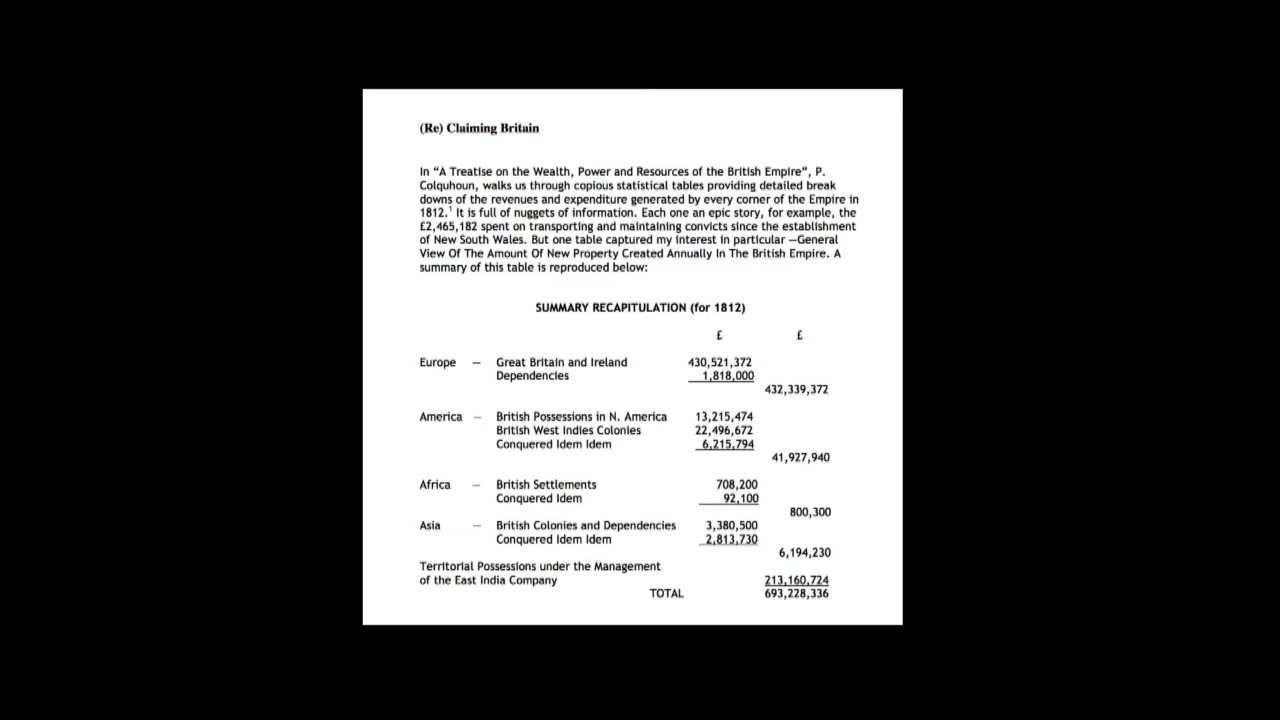 (Re) Claiming Britain
In “A Treatise on the Wealth, Power and Resources of the British Empire”, P.
Colquhoun, walks us through copious statistical tables providing detailed break
downs of the revenues and expenditure generated by every corner of the Empire in
1812.¹ It is full of nuggets of information. Each one an epic story, for example, the
£2,465,182 spent on transporting and maintaining convicts since the establishment
of New South Wales. But one table captured my interest in particular —General
View Of The Amount Of New Property Created Annually In The British Empire. A
summary of this table is reproduced below:
SUMMARY RECAPITULATION (for 1812)
£ £
Europe — Great Britain and Ireland 430,521,372
Dependencies 1,818,000
432,339,372
America — British Possessions in N. America 13,215,474
British West Indies Colonies 22,496,672
Conquered Idem Idem 6,215,794
41,927,940
Africa — British Settlements 708,200
Conquered Idem 92,100
800,300
Asia — British Colonies and Dependencies 3,380,500
Conquered Idem Idem 2,813,730
6,194,230
Territorial Possessions under the Management
of the East India Company 213,160,724
TOTAL 693,228,336